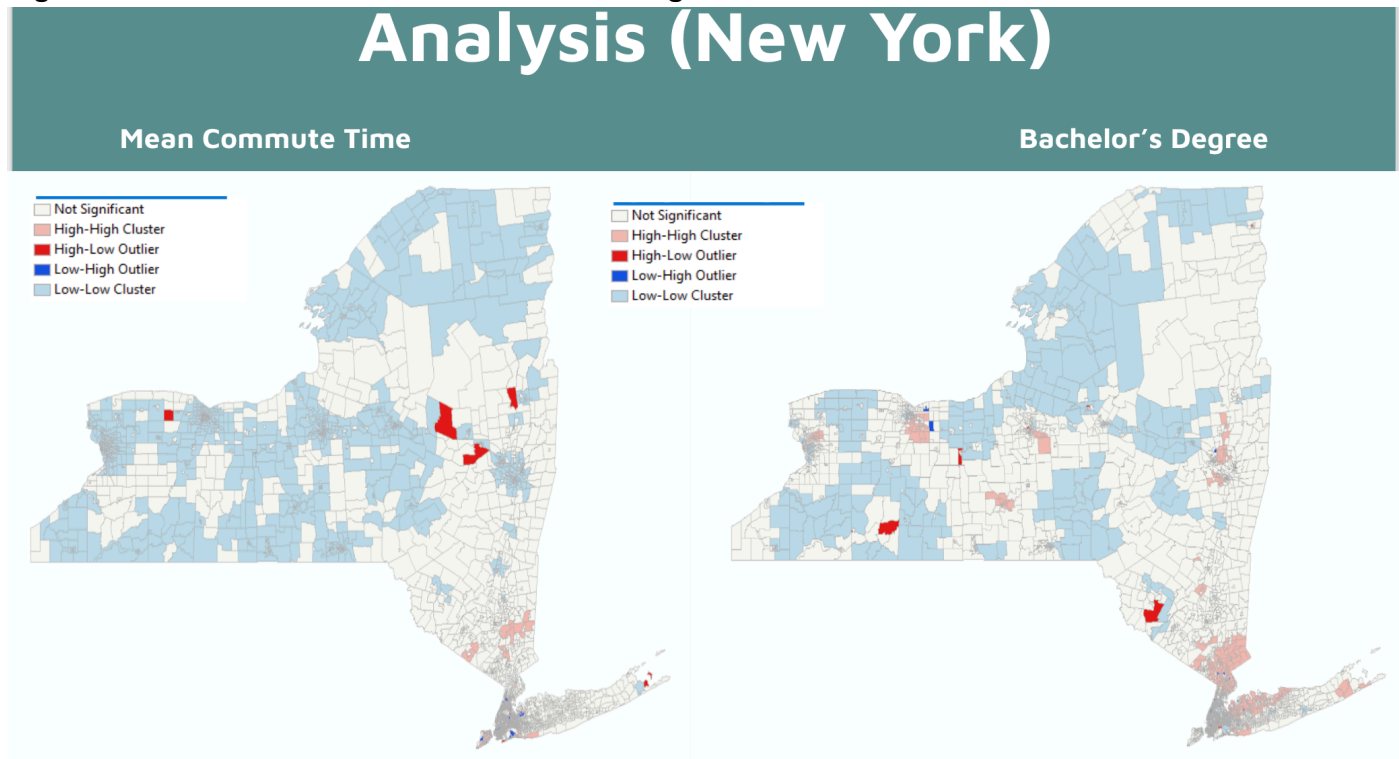 Analysis (New York)
Mean Commute Time
Bachelor’s Degree
Not Significant
High-High Cluster
High-Low Outlier
Low-High Outlier
Low-Low Cluster
Not Significant
High-High Cluster
High-Low Outlier
Low-High Outlier
Low-Low Cluster